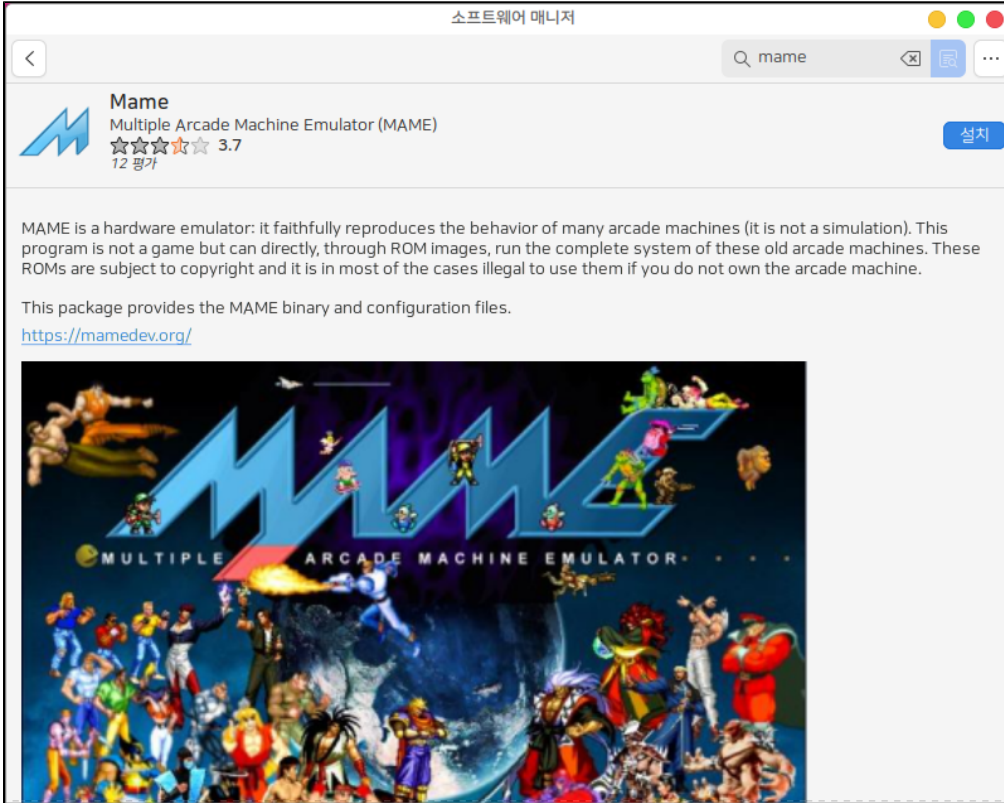 소프트웨어 매니저
mame
Mame
Multiple Arcade Machine Emulator (MAME)
3.7
12 평가
설치
MAME is a hardware emulator: it faithfully reproduces the behavior of many arcade machines (it is not a simulation). This
program is not a game but can directly, through ROM images, run the complete system of these old arcade machines. These
ROMs are subject to copyright and it is in most of the cases illegal to use them if you do not own the arcade machine.
This package provides the MAME binary and configuration files.
https://mamedev.org/
MAME
MULTIPLE ARCADE MACHINE EMULATOR